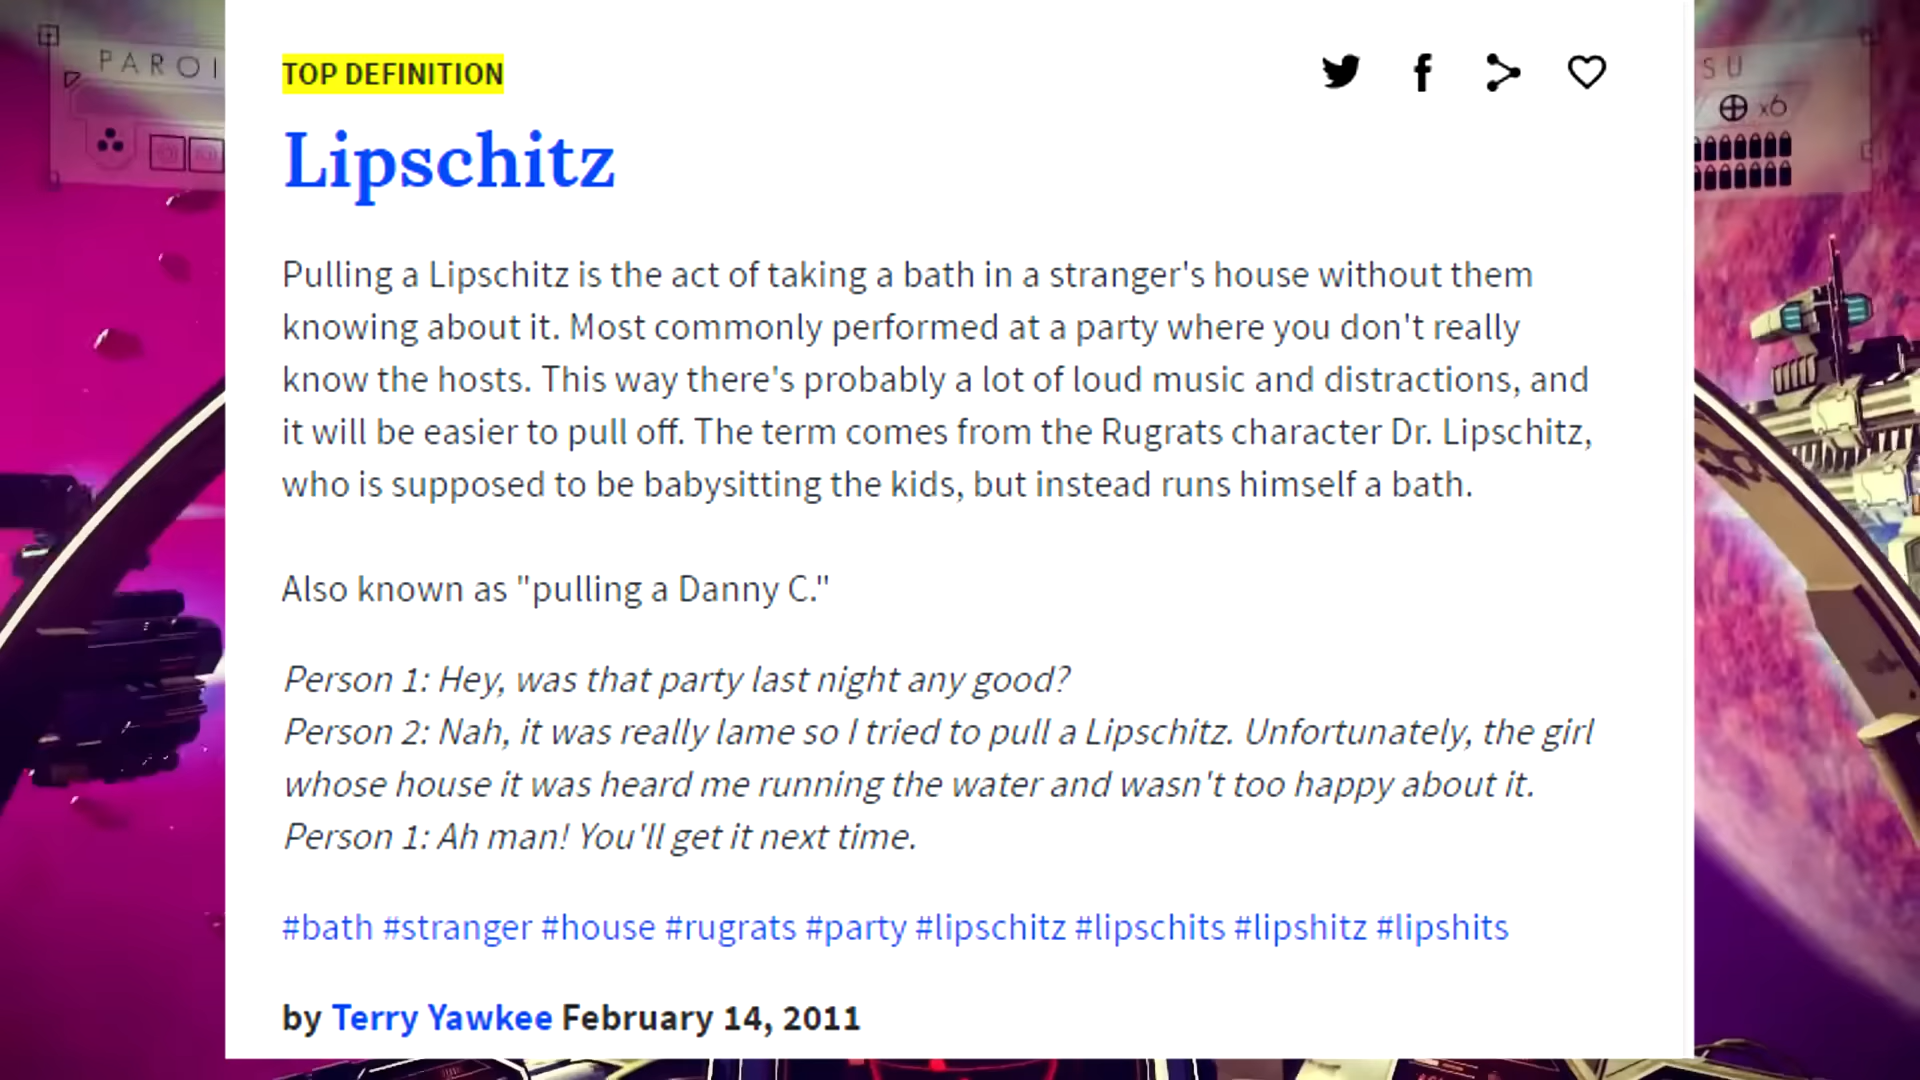 PAROI
SU
x6
TOP DEFINITION
Lipschitz
Pulling a Lipschitz is the act of taking a bath in a stranger's house without them
knowing about it. Most commonly performed at a party where you don't really
know the hosts. This way there's probably a lot of loud music and distractions, and
it will be easier to pull off. The term comes from the Rugrats character Dr. Lipschitz,
who is supposed to be babysitting the kids, but instead runs himself a bath.
Also known as "pulling a Danny C."
Person 1: Hey, was that party last night any good?
Person 2: Nah, it was really lame so I tried to pull a Lipschitz. Unfortunately, the girl
whose house it was heard me running the water and wasn't too happy about it.
Person 1: Ah man! You'll get it next time.
#bath #stranger #house #rugrats #party #lipschitz #lipschits #lipshitz #lipshits
by Terry Yawkee February 14, 2011